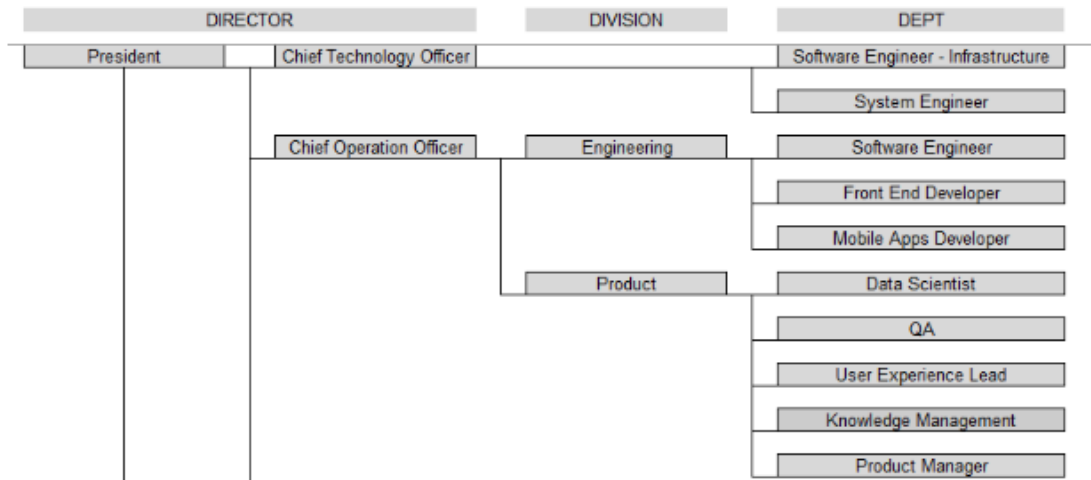 DIRECTOR DIVISION DEPT
President Chief Technology Officer Software Engineer - Infrastructure
System Engineer
Chief Operation Officer Engineering Software Engineer
Front End Developer
Mobile Apps Developer
Product Data Scientist
QA
User Experience Lead
Knowledge Management
Product Manager